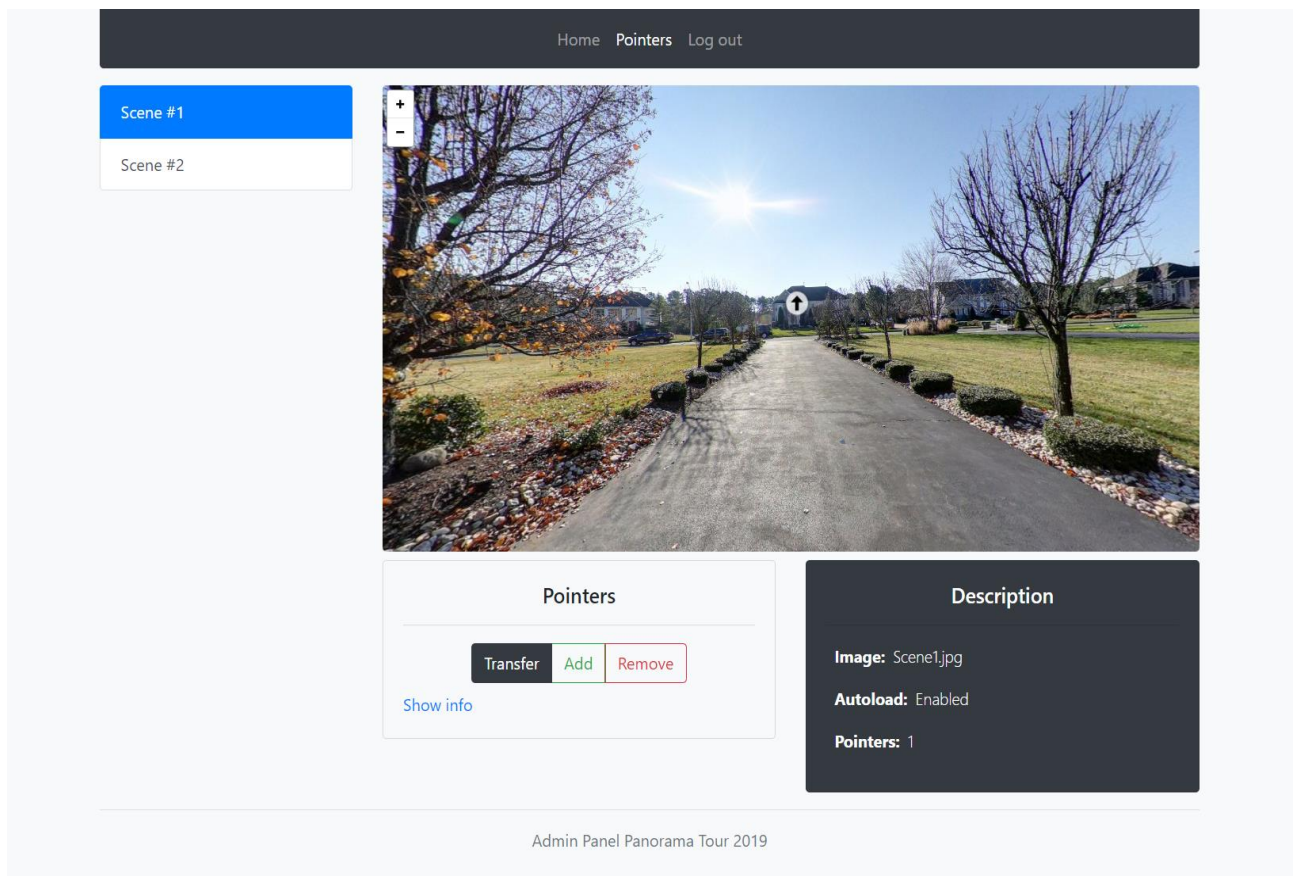 Home Pointers Log out
Scene #1
Scene #2
+
−
Pointers
Transfer Add Remove
Show info
Description
Image: Scene1.jpg
Autoload: Enabled
Pointers: 1
Admin Panel Panorama Tour 2019